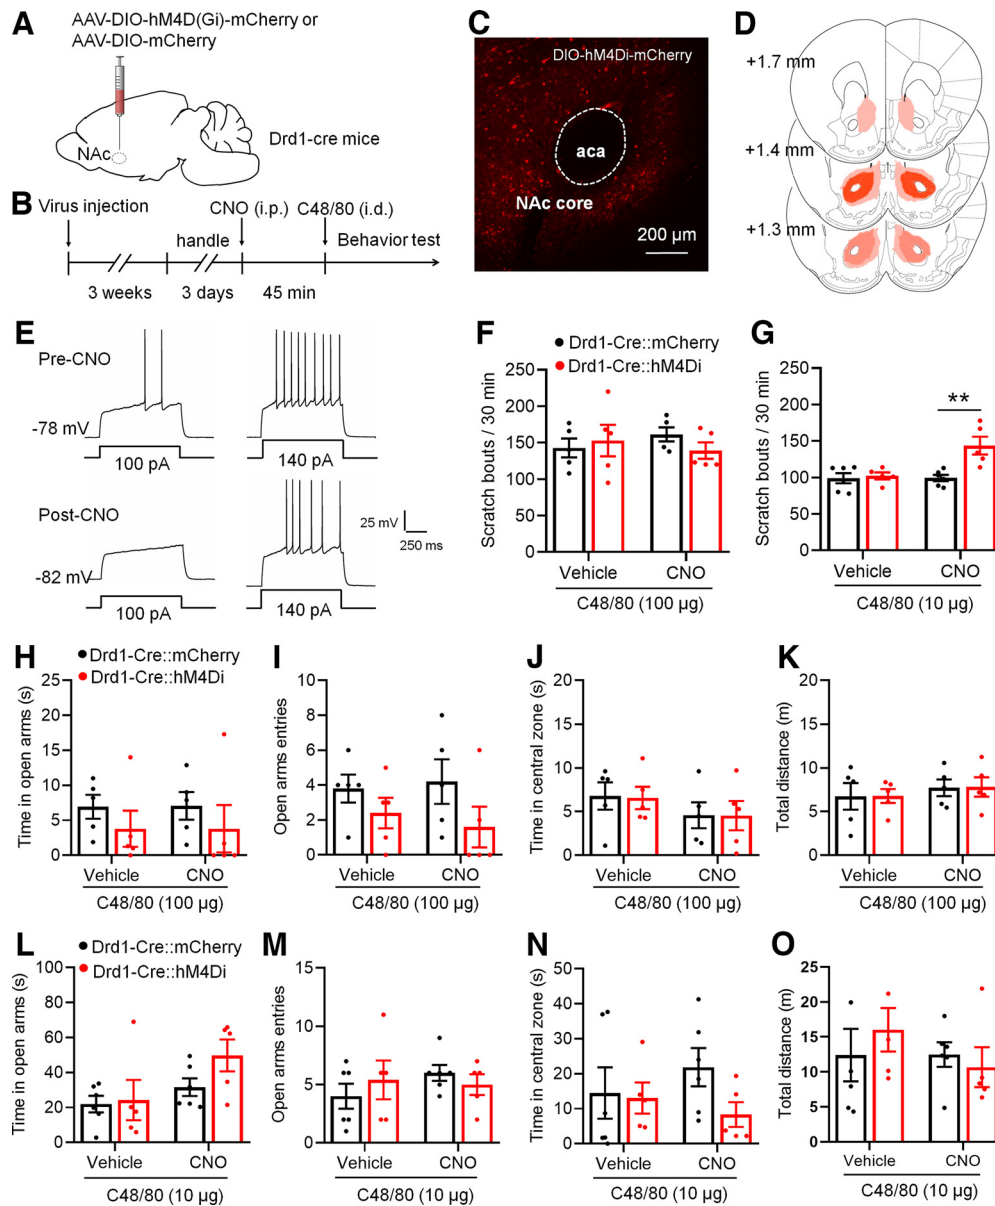 A
AAV-DIO-hM4D(Gi)-mCherry or
AAV-DIO-mCherry
NAc
Drd1-cre mice
B
Virus injection
CNO (i.p.)
C48/80 (i.d.)
handle
Behavior test
3 weeks
3 days
45 min
C
DIO-hM4Di-mCherry
aca
NAc core
200 µm
D
+1.7 mm
+1.4 mm
+1.3 mm
E
Pre-CNO
-78 mV
100 pA
140 pA
Post-CNO
25 mV
250 ms
-82 mV
100 pA
140 pA
F
Drd1-Cre::mCherry
Drd1-Cre::hM4Di
Scratch bouts / 30 min
250
200
150
100
50
0
Vehicle
CNO
C48/80 (100 µg)
G
Scratch bouts / 30 min
250
200
150
100
50
0
**
Vehicle
CNO
C48/80 (10 µg)
H
Drd1-Cre::mCherry
Drd1-Cre::hM4Di
Time in open arms (s)
25
20
15
10
5
0
Vehicle
CNO
C48/80 (100 µg)
I
Open arms entries
10
8
6
4
2
0
Vehicle
CNO
C48/80 (100 µg)
J
Time in central zone (s)
20
15
10
5
0
Vehicle
CNO
C48/80 (100 µg)
K
Total distance (m)
20
15
10
5
0
Vehicle
CNO
C48/80 (100 µg)
L
Drd1-Cre::mCherry
Drd1-Cre::hM4Di
Time in open arms (s)
100
80
60
40
20
0
Vehicle
CNO
C48/80 (10 µg)
M
Open arms entries
15
10
5
0
Vehicle
CNO
C48/80 (10 µg)
N
Time in central zone (s)
50
40
30
20
10
0
Vehicle
CNO
C48/80 (10 µg)
O
Total distance (m)
25
20
15
10
5
0
Vehicle
CNO
C48/80 (10 µg)